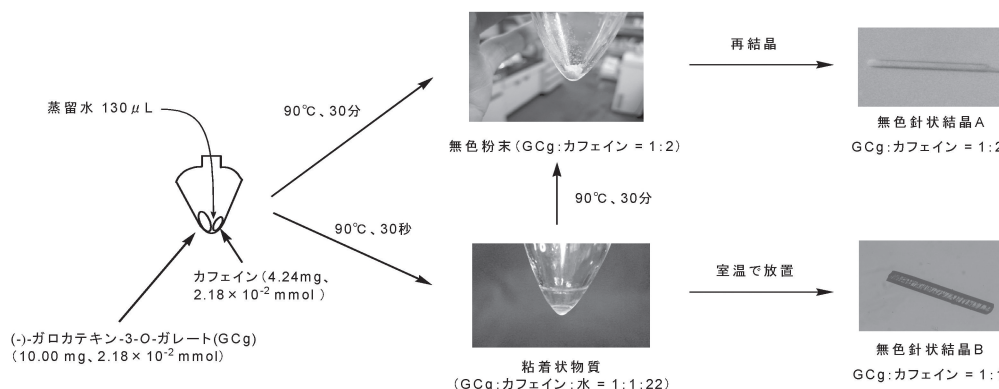 蒸留水 130μL
90℃、30分
無色粉末(GCg:カフェイン = 1:2)
再結晶
無色針状結晶A
GCg:カフェイン = 1:2
90℃、30分
90℃、30秒
カフェイン(4.24mg、
2.18×10⁻² mmol )
(-)-ガロカテキン-3-O-ガレート(GCg)
(10.00 mg、2.18×10⁻² mmol)
粘着状物質
(GCg:カフェイン:水 = 1:1:22)
室温で放置
無色針状結晶B
GCg:カフェイン = 1:1